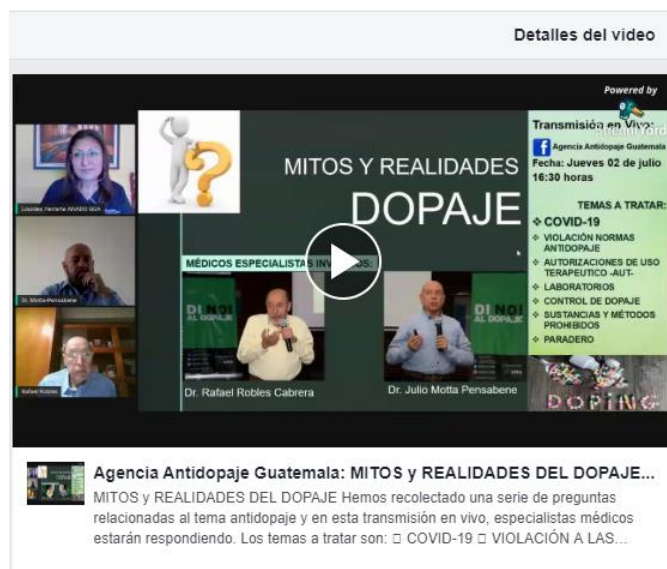 Detalles del video
Powered by
StreamYard
Transmisión en Vivo:
Agencia Antidopaje Guatemala
Fecha: Jueves 02 de julio
16:30 horas
MITOS Y REALIDADES
DOPAJE
TEMAS A TRATAR:
COVID-19
VIOLACIÓN NORMAS
ANTIDOPAJE
AUTORIZACIONES DE USO
TERAPEUTICO -AUT-
LABORATORIOS
CONTROL DE DOPAJE
SUSTANCIAS Y MÉTODOS
PROHIBIDOS
PARADERO
MÉDICOS ESPECIALISTAS
DI NO!
AL DOPAJE
DI NO!
AL DOPAJE
Dr. Rafael Robles Cabrera
Dr. Julio Motta Pensabene
Dr. Motta-Pensabene
Rafael Robles
DOPING
Agencia Antidopaje Guatemala: MITOS y REALIDADES DEL DOPAJE...
MITOS y REALIDADES DEL DOPAJE Hemos recolectado una serie de preguntas
relacionadas al tema antidopaje y en esta transmisión en vivo, especialistas médicos
estarán respondiendo. Los temas a tratar son: □ COVID-19 □ VIOLACIÓN A LAS...